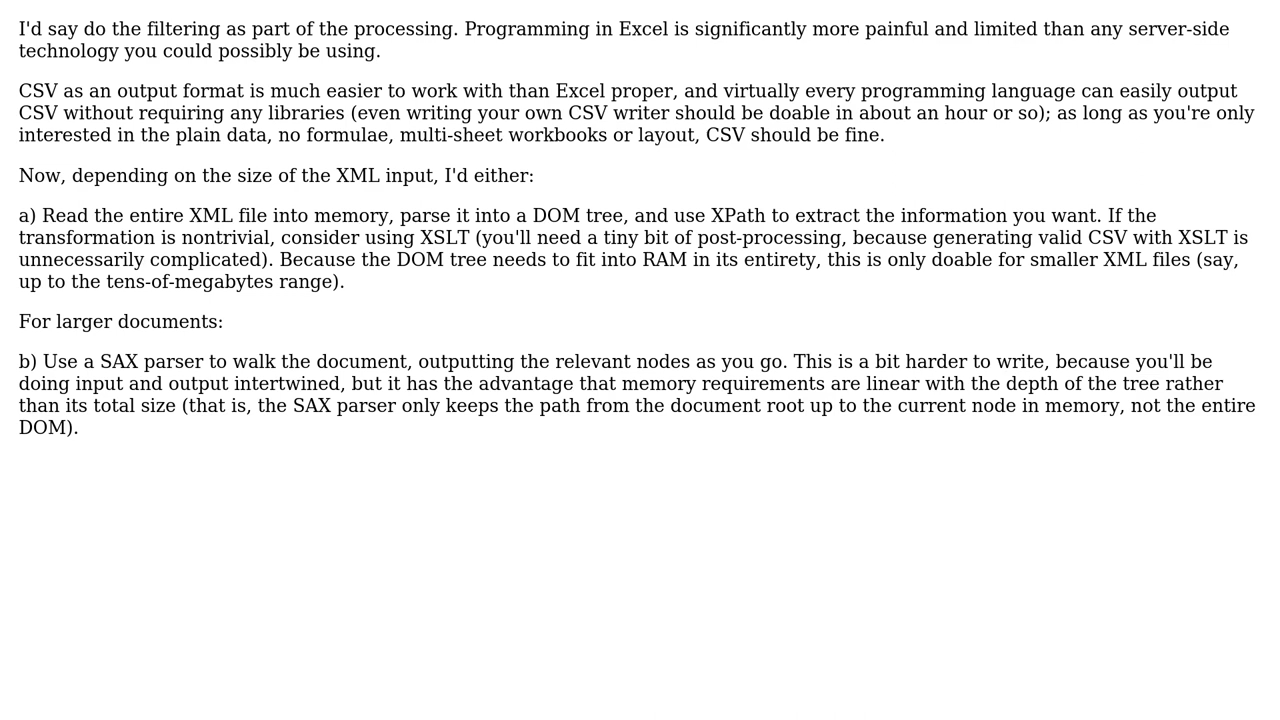 I'd say do the filtering as part of the processing. Programming in Excel is significantly more painful and limited than any server-side
technology you could possibly be using.
CSV as an output format is much easier to work with than Excel proper, and virtually every programming language can easily output
CSV without requiring any libraries (even writing your own CSV writer should be doable in about an hour or so); as long as you're only
interested in the plain data, no formulae, multi-sheet workbooks or layout, CSV should be fine.
Now, depending on the size of the XML input, I'd either:
a) Read the entire XML file into memory, parse it into a DOM tree, and use XPath to extract the information you want. If the
transformation is nontrivial, consider using XSLT (you'll need a tiny bit of post-processing, because generating valid CSV with XSLT is
unnecessarily complicated). Because the DOM tree needs to fit into RAM in its entirety, this is only doable for smaller XML files (say,
up to the tens-of-megabytes range).
For larger documents:
b) Use a SAX parser to walk the document, outputting the relevant nodes as you go. This is a bit harder to write, because you'll be
doing input and output intertwined, but it has the advantage that memory requirements are linear with the depth of the tree rather
than its total size (that is, the SAX parser only keeps the path from the document root up to the current node in memory, not the entire
DOM).